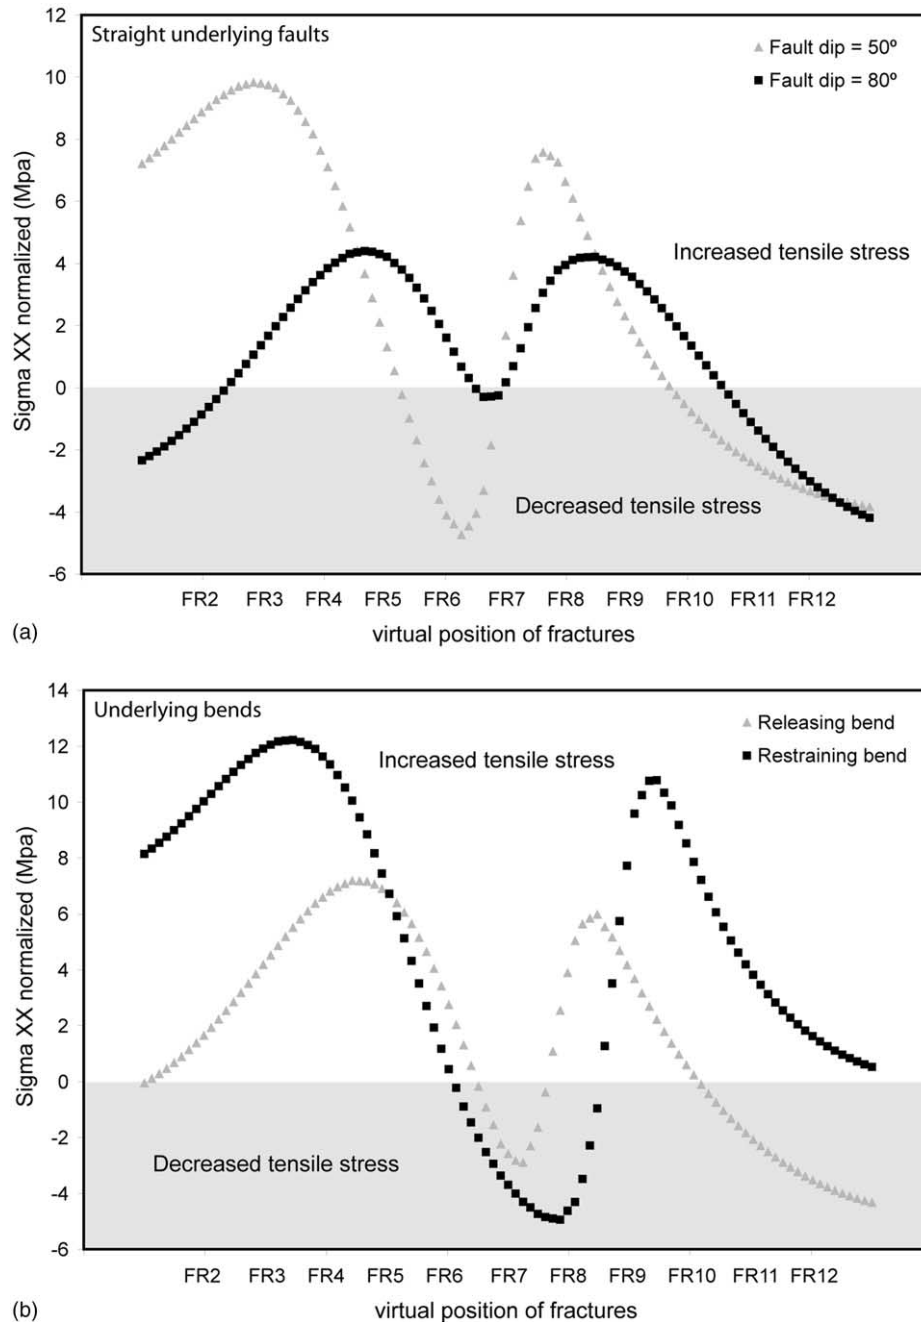 12
Straight underlying faults
Fault dip = 50º
Fault dip = 80º
10
8
6
4
2
0
-2
-4
-6
Sigma XX normalized (Mpa)
Increased tensile stress
Decreased tensile stress
FR2 FR3 FR4 FR5 FR6 FR7 FR8 FR9 FR10 FR11 FR12
virtual position of fractures
(a)
14
Underlying bends
Releasing bend
Restraining bend
12
10
8
6
4
2
0
-2
-4
-6
Sigma XX normalized (Mpa)
Increased tensile stress
Decreased tensile stress
FR2 FR3 FR4 FR5 FR6 FR7 FR8 FR9 FR10 FR11 FR12
virtual position of fractures
(b)